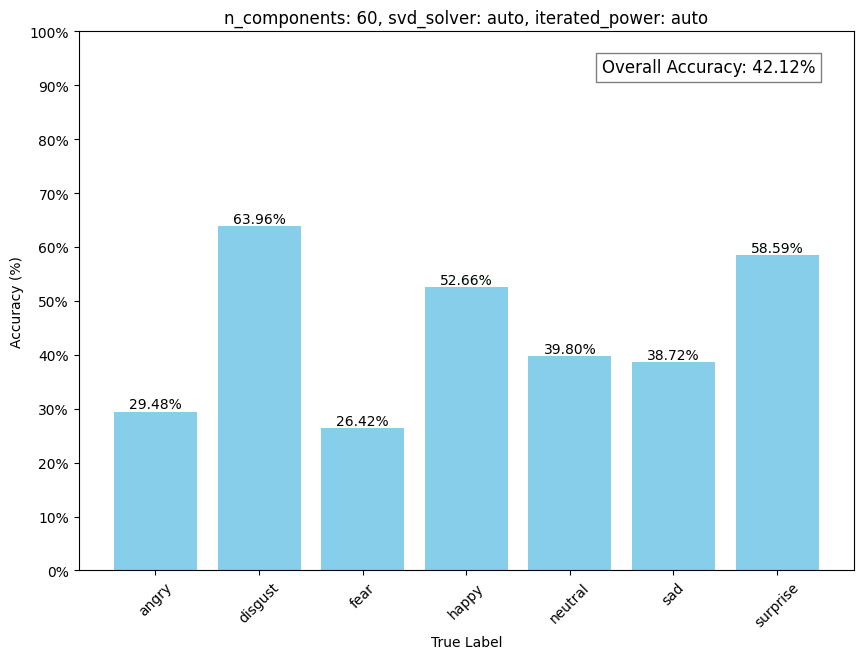 n_components: 60, svd_solver: auto, iterated_power: auto
100%
Overall Accuracy: 42.12%
90%
80%
70%
63.96%
60%
58.59%
52.66%
50%
Accuracy (%)
40%
39.80%
38.72%
30%
29.48%
26.42%
20%
10%
0%
angry
disgust
fear
happy
neutral
sad
surprise
True Label